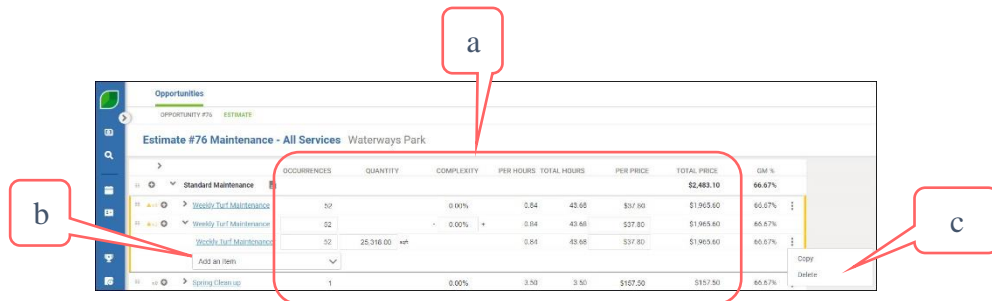 a
Opportunities
OPPORTUNITY #76 ESTIMATE
Estimate #76 Maintenance - All Services Waterways Park
OCCURRENCES QUANTITY COMPLEXITY PER HOURS TOTAL HOURS PER PRICE TOTAL PRICE GM %
Standard Maintenance $2,483.10 66.67%
Weekly Turf Maintenance 52 0.00% 0.84 43.68 $37.80 $1,965.60 66.67%
b
Weekly Turf Maintenance 52 - 0.00% + 0.84 43.68 $37.80 $1,965.60 66.67%
c
Weekly Turf Maintenance 52 25,318.00 sqft 0.84 43.68 $37.80 $1,965.60 66.67%
Add an Item
Copy
Delete
Spring Clean up 1 0.00% 3.50 3.50 $157.50 $157.50 66.67%